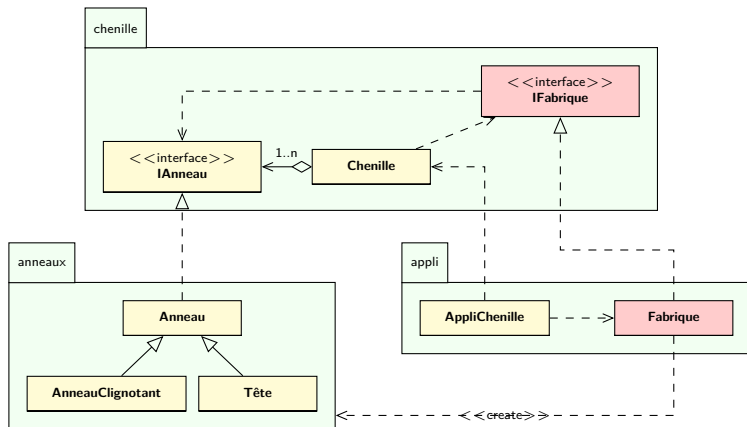 chenille
<<interface>>
IFabrique
<<interface>>
IAnneau
1..n
Chenille
anneaux
appli
Anneau
AppliChenille
Fabrique
AnneauClignotant
Tête
<<create>>